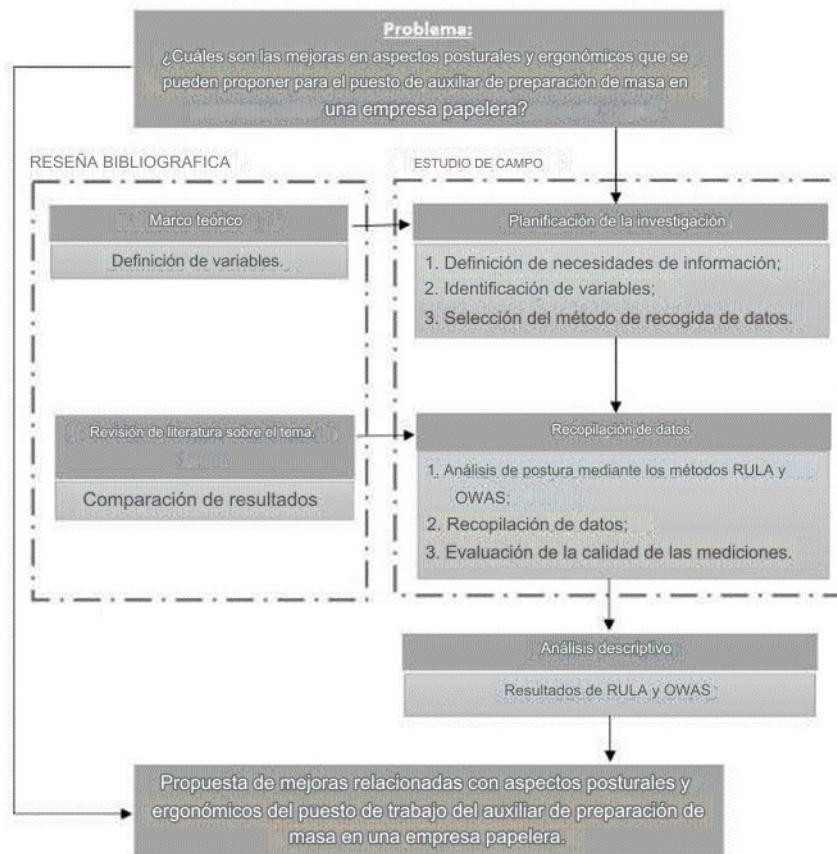 Problema:
¿Cuáles son las mejoras en aspectos posturales y ergonómicos que se
pueden proponer para el puesto de auxiliar de preparación de masa en
una empresa papelera?
RESEÑA BIBLIOGRAFICA
Marco teórico
Definición de variables.
Revisión de literatura sobre el tema.
Comparación de resultados
ESTUDIO DE CAMPO
Planificación de la investigación
1. Definición de necesidades de información;
2. Identificación de variables;
3. Selección del método de recogida de datos.
Recopilación de datos
1. Análisis de postura mediante los métodos RULA y
OWAS;
2. Recopilación de datos;
3. Evaluación de la calidad de las mediciones.
Análisis descriptivo
Resultados de RULA y OWAS
Propuesta de mejoras relacionadas con aspectos posturales y
ergonómicos del puesto de trabajo del auxiliar de preparación de
masa en una empresa papelera.